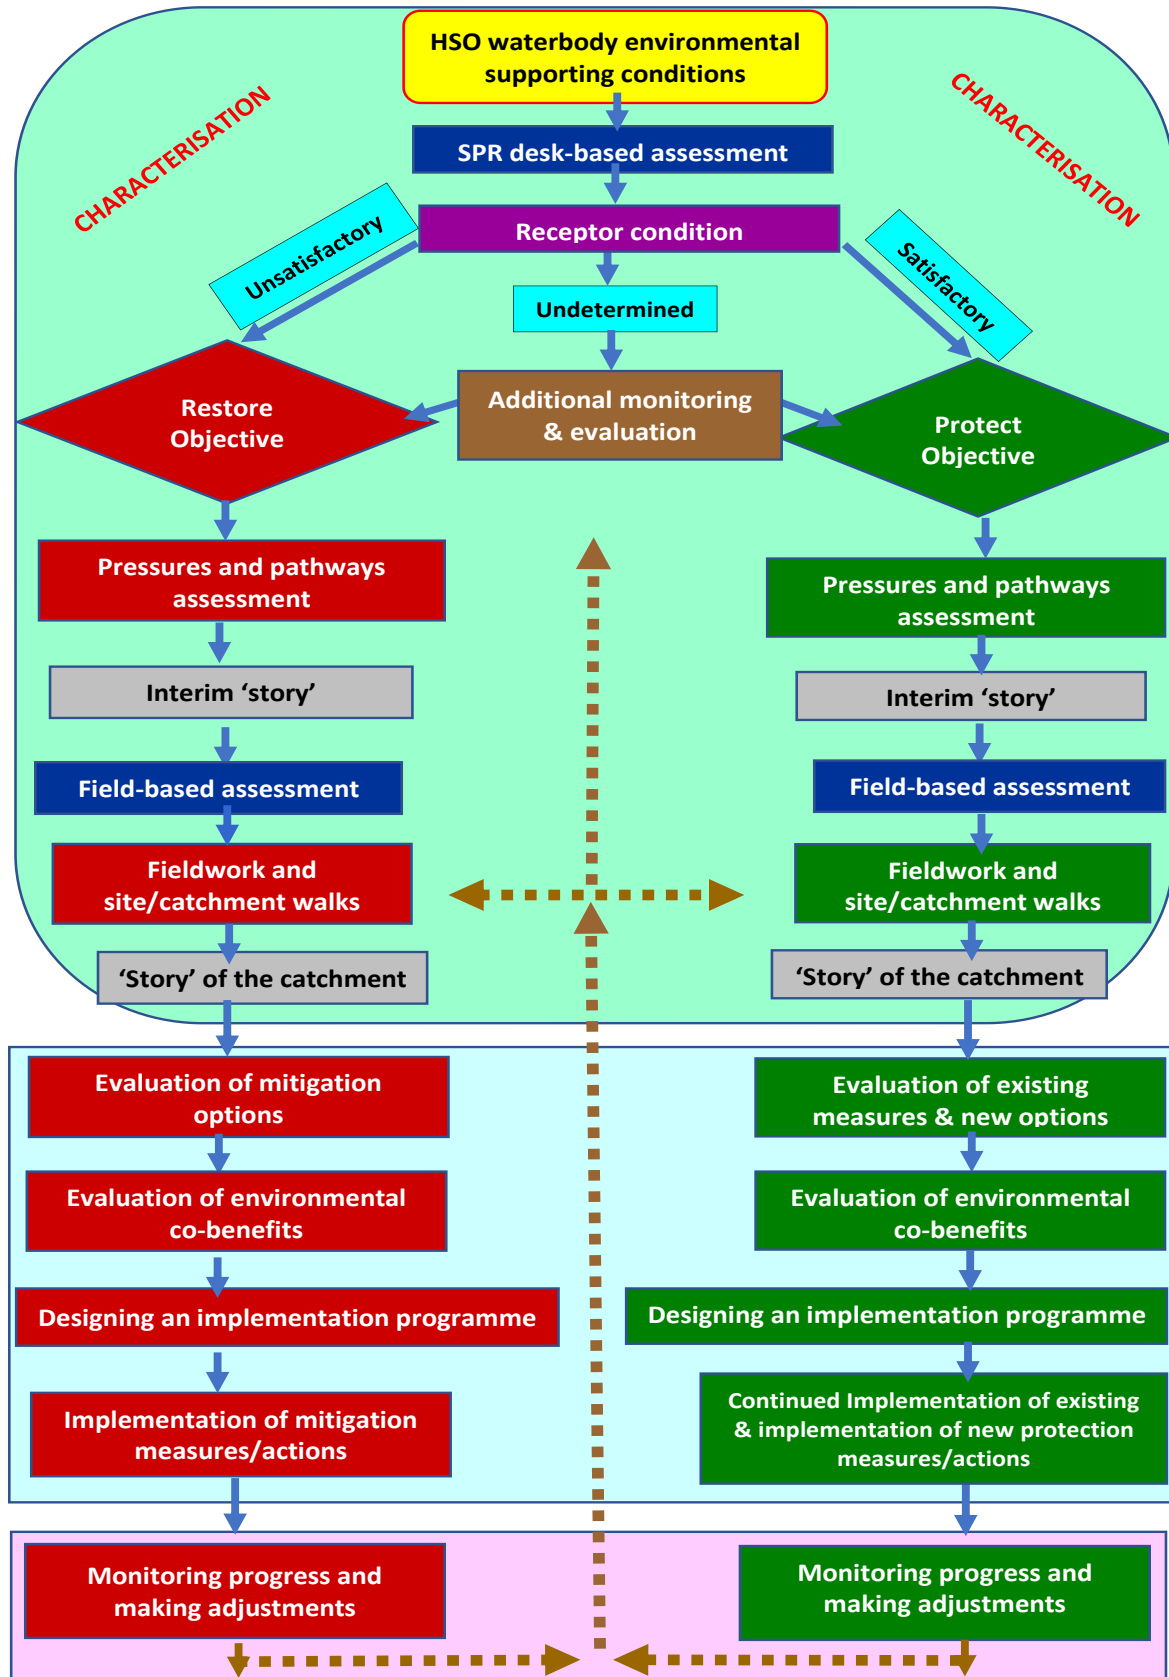 HSO waterbody environmental
supporting conditions
CHARACTERISATION
CHARACTERISATION
SPR desk-based assessment
Receptor condition
Unsatisfactory
Satisfactory
Undetermined
Restore
Objective
Additional monitoring
& evaluation
Protect
Objective
Pressures and pathways
assessment
Pressures and pathways
assessment
Interim ‘story’
Interim ‘story’
Field-based assessment
Field-based assessment
Fieldwork and
site/catchment walks
Fieldwork and
site/catchment walks
‘Story’ of the catchment
‘Story’ of the catchment
Evaluation of mitigation
options
Evaluation of existing
measures & new options
Evaluation of environmental
co-benefits
Evaluation of environmental
co-benefits
Designing an implementation programme
Designing an implementation programme
Implementation of mitigation
measures/actions
Continued Implementation of existing
& implementation of new protection
measures/actions
Monitoring progress and
making adjustments
Monitoring progress and
making adjustments